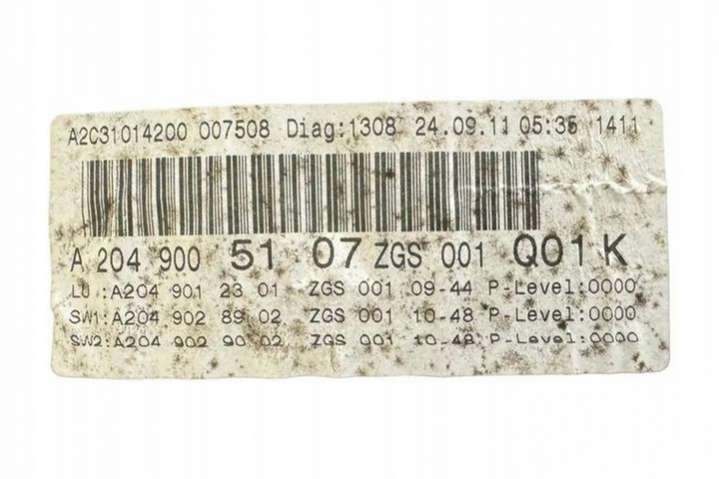 A2C31014200 007508 Diag:1308 24.09.11 05:35 1411
A 204 900 51 07 ZGS 001 Q01 K
LU :A204 901 23 01 ZGS 001 09-44 P-Level:0000
SW1:A204 902 89 02 ZGS 001 10-48 P-Level:0000
SW2:A204 902 90 02 ZGS 001 10-48 P-Level:0000